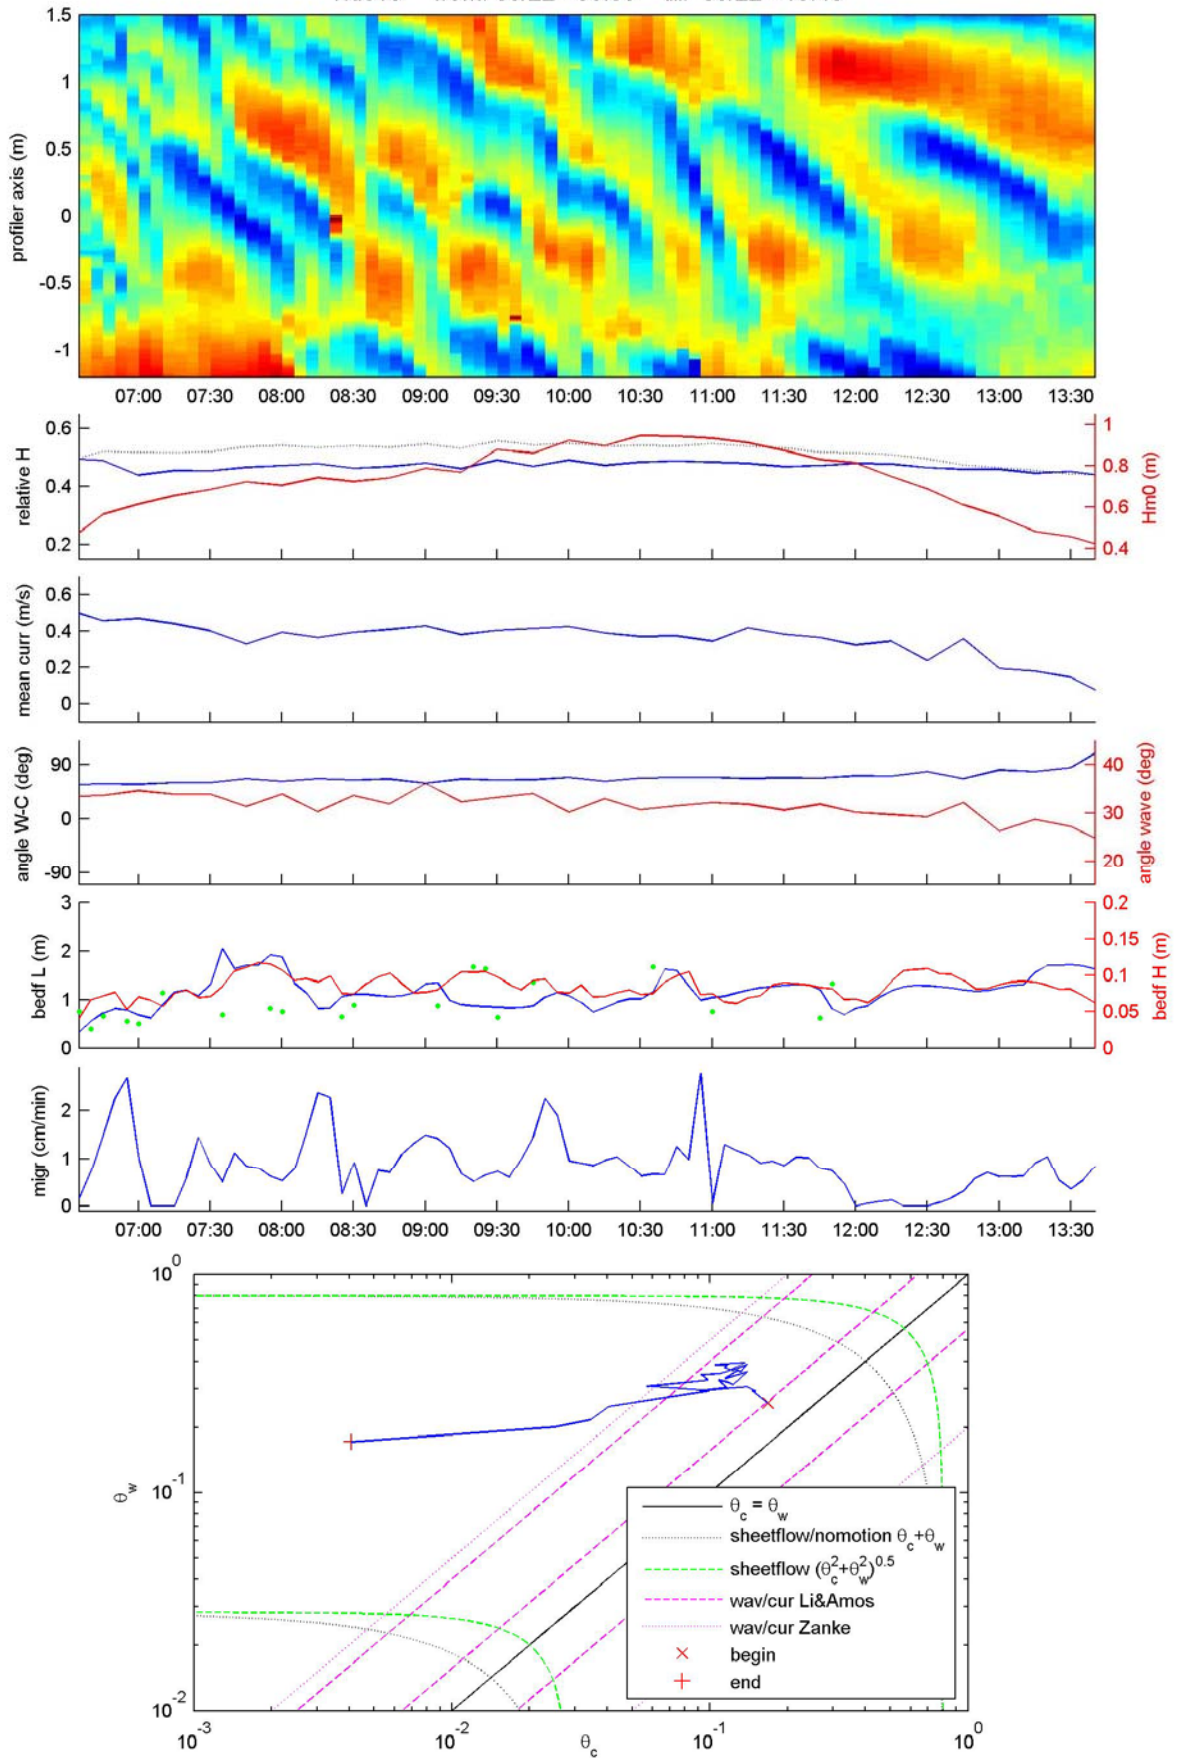 1.5
1
0.5
0
-0.5
-1
profiler axis (m)
07:00 07:30 08:00 08:30 09:00 09:30 10:00 10:30 11:00 11:30 12:00 12:30 13:00 13:30
0.6
0.4
0.2
relative H
1
0.8
0.6
0.4
Hm0 (m)
0.6
0.4
0.2
0
mean curr (m/s)
90
0
-90
angle W-C (deg)
40
30
20
angle wave (deg)
3
2
1
0
bedf L (m)
0.2
0.15
0.1
0.05
0
bedf H (m)
2
1
0
migr (cm/min)
07:00 07:30 08:00 08:30 09:00 09:30 10:00 10:30 11:00 11:30 12:00 12:30 13:00 13:30
10^0
10^-1
10^-2
θ_w
θ_c = θ_w
sheetflow/nomotion θ_c+θ_w
sheetflow (θ_c^2+θ_w^2)^0.5
wav/cur Li&Amos
wav/cur Zanke
begin
end
10^-3 10^-2 10^-1 10^0
θ_c